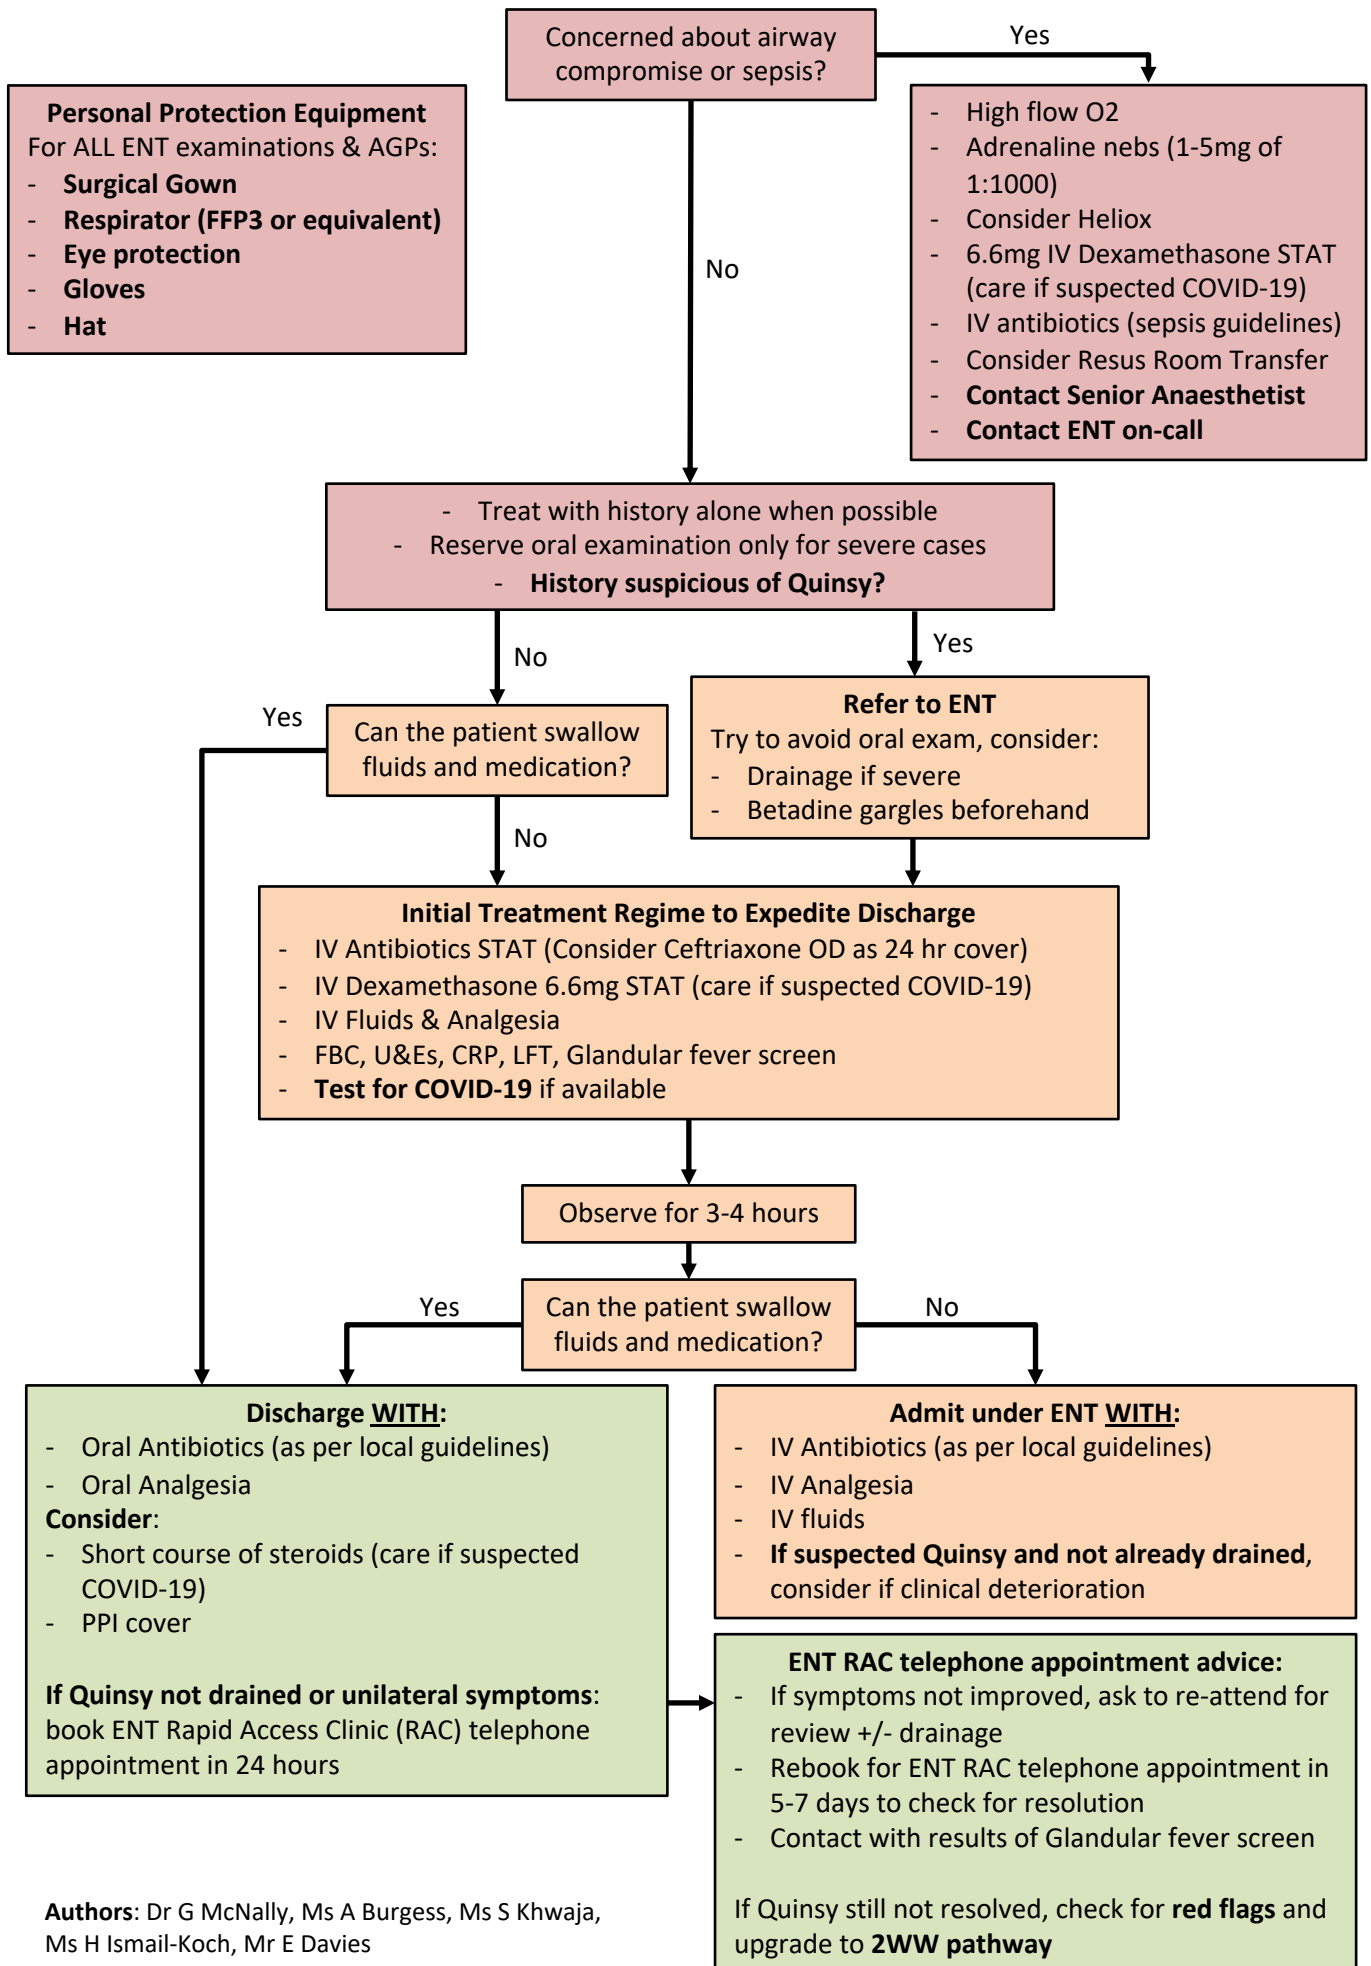 Concerned about airway
compromise or sepsis?
Yes
Personal Protection Equipment
For ALL ENT examinations & AGPs:
- Surgical Gown
- Respirator (FFP3 or equivalent)
- Eye protection
- Gloves
- Hat
- High flow O2
- Adrenaline nebs (1-5mg of
1:1000)
- Consider Heliox
- 6.6mg IV Dexamethasone STAT
(care if suspected COVID-19)
- IV antibiotics (sepsis guidelines)
- Consider Resus Room Transfer
- Contact Senior Anaesthetist
- Contact ENT on-call
No
- Treat with history alone when possible
- Reserve oral examination only for severe cases
- History suspicious of Quinsy?
No
Yes
Yes
Can the patient swallow
fluids and medication?
Refer to ENT
Try to avoid oral exam, consider:
- Drainage if severe
- Betadine gargles beforehand
No
Initial Treatment Regime to Expedite Discharge
- IV Antibiotics STAT (Consider Ceftriaxone OD as 24 hr cover)
- IV Dexamethasone 6.6mg STAT (care if suspected COVID-19)
- IV Fluids & Analgesia
- FBC, U&Es, CRP, LFT, Glandular fever screen
- Test for COVID-19 if available
Observe for 3-4 hours
Yes
Can the patient swallow
fluids and medication?
No
Discharge WITH:
- Oral Antibiotics (as per local guidelines)
- Oral Analgesia
Consider:
- Short course of steroids (care if suspected
COVID-19)
- PPI cover
If Quinsy not drained or unilateral symptoms:
book ENT Rapid Access Clinic (RAC) telephone
appointment in 24 hours
Admit under ENT WITH:
- IV Antibiotics (as per local guidelines)
- IV Analgesia
- IV fluids
- If suspected Quinsy and not already drained,
consider if clinical deterioration
ENT RAC telephone appointment advice:
- If symptoms not improved, ask to re-attend for
review +/- drainage
- Rebook for ENT RAC telephone appointment in
5-7 days to check for resolution
- Contact with results of Glandular fever screen
If Quinsy still not resolved, check for red flags and
upgrade to 2WW pathway
Authors: Dr G McNally, Ms A Burgess, Ms S Khwaja,
Ms H Ismail-Koch, Mr E Davies